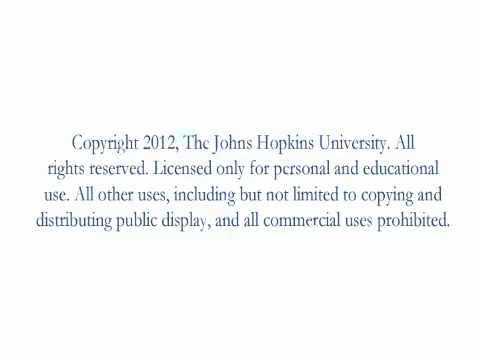 Copyright 2012, The Johns Hopkins University. All
rights reserved. Licensed only for personal and educational
use. All other uses, including but not limited to copying and
distributing public display, and all commercial uses prohibited.